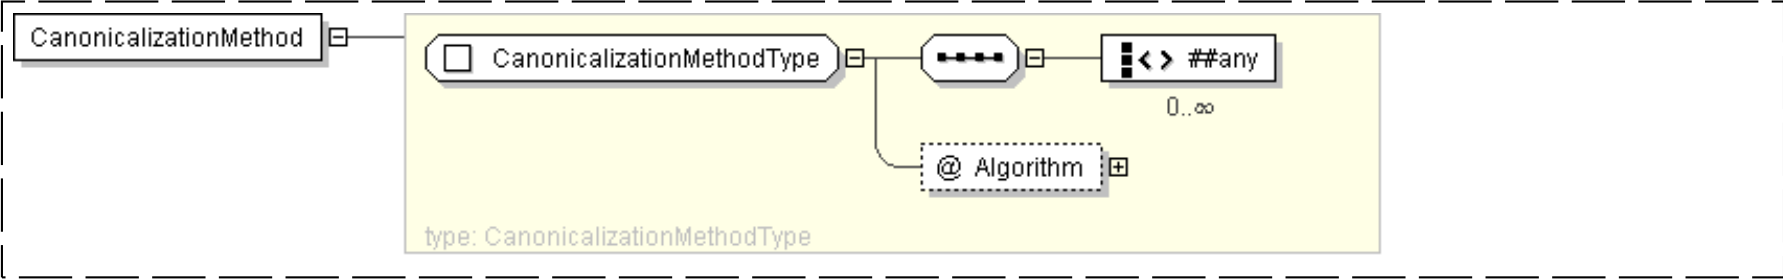 CanonicalizationMethod
CanonicalizationMethodType
##any
0..∞
@ Algorithm
type: CanonicalizationMethodType